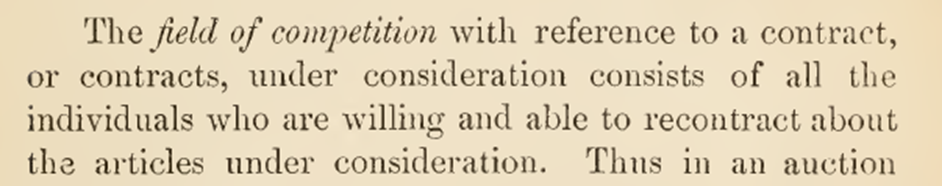 The field of competition with reference to a contract,
or contracts, under consideration consists of all the
individuals who are willing and able to recontract about
the articles under consideration. Thus in an auction